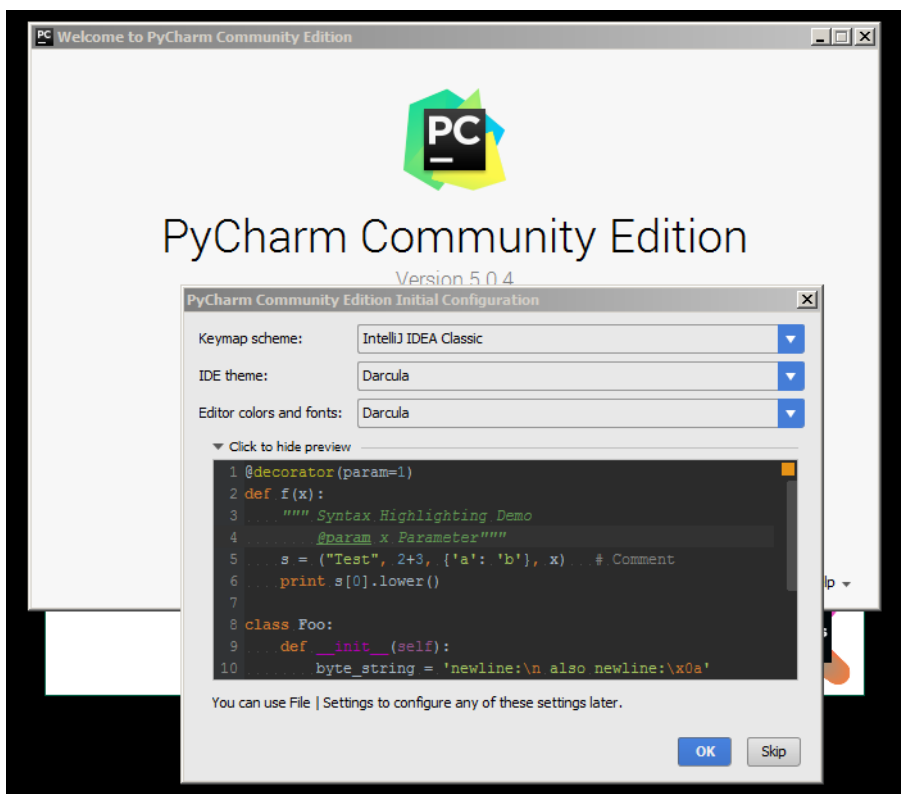 Welcome to PyCharm Community Edition
PC
PyCharm Community Edition
Version 5.0.4
PyCharm Community Edition Initial Configuration
Keymap scheme: IntelliJ IDEA Classic
IDE theme: Darcula
Editor colors and fonts: Darcula
Click to hide preview
1 @decorator(param=1)
2 def f(x):
3     """ Syntax Highlighting Demo
4         @param x Parameter"""
5     s = ("Test", 2+3, {'a': 'b'}, x)   # Comment
6     print s[0].lower()
7
8 class Foo:
9     def __init__(self):
10         byte_string = 'newline:\n also newline:\x0a'
You can use File | Settings to configure any of these settings later.
OK Skip